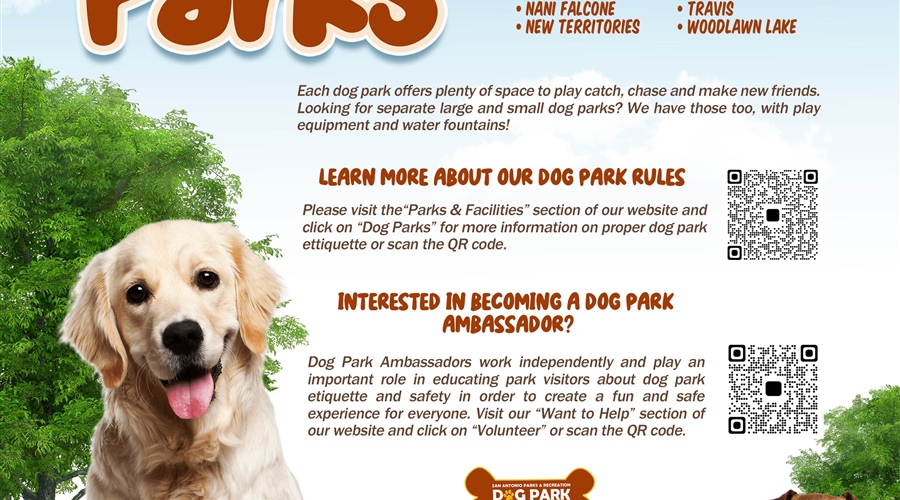 Parks
• NANI FALCONE
• NEW TERRITORIES
• TRAVIS
• WOODLAWN LAKE
Each dog park offers plenty of space to play catch, chase and make new friends.
Looking for separate large and small dog parks? We have those too, with play
equipment and water fountains!
LEARN MORE ABOUT OUR DOG PARK RULES
Please visit the“Parks & Facilities” section of our website and
click on “Dog Parks” for more information on proper dog park
ettiquette or scan the QR code.
INTERESTED IN BECOMING A DOG PARK
AMBASSADOR?
Dog Park Ambassadors work independently and play an
important role in educating park visitors about dog park
etiquette and safety in order to create a fun and safe
experience for everyone. Visit our “Want to Help” section of
our website and click on “Volunteer” or scan the QR code.
SAN ANTONIO PARKS & RECREATION
DOG PARK